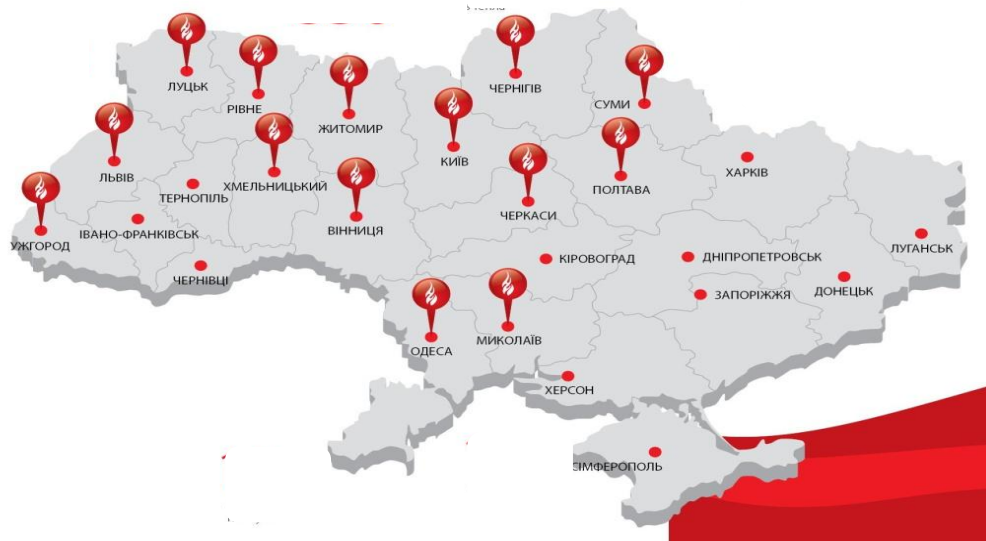 ЛУЦЬК
РІВНЕ
ЖИТОМИР
ЧЕРНІГІВ
СУМИ
КИЇВ
ЛЬВІВ
ТЕРНОПІЛЬ
ХМЕЛЬНИЦЬКИЙ
ВІННИЦЯ
ЧЕРКАСИ
ПОЛТАВА
ХАРКІВ
УЖГОРОД
ІВАНО-ФРАНКІВСЬК
ЧЕРНІВЦІ
КІРОВОГРАД
ДНІПРОПЕТРОВСЬК
ЛУГАНСЬК
ЗАПОРІЖЖЯ
ДОНЕЦЬК
ОДЕСА
МИКОЛАЇВ
ХЕРСОН
СІМФЕРОПОЛЬ